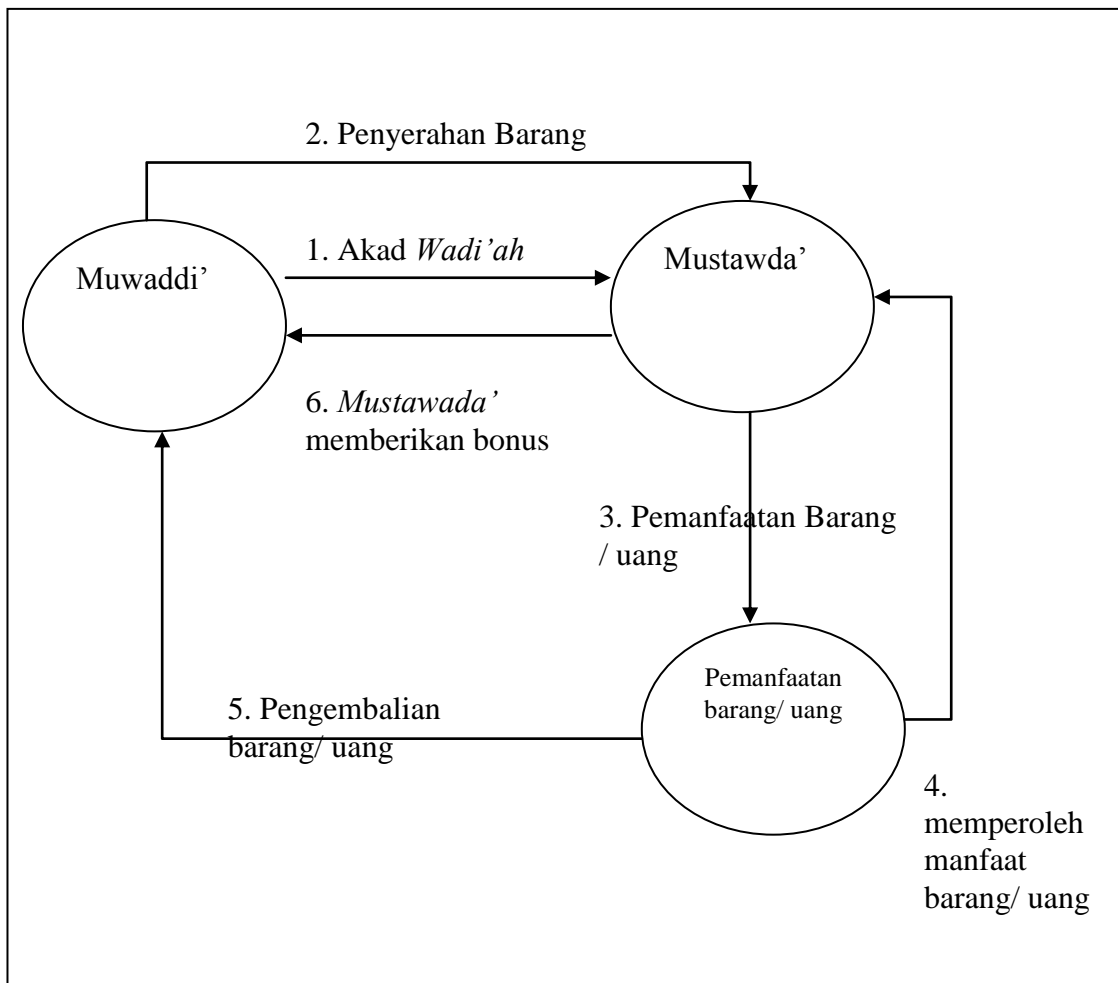 2. Penyerahan Barang
Muwaddi’
1. Akad Wadi’ah
Mustawda’
6. Mustawada’
memberikan bonus
3. Pemanfaatan Barang
/ uang
Pemanfaatan
barang/ uang
5. Pengembalian
barang/ uang
4.
memperoleh
manfaat
barang/ uang